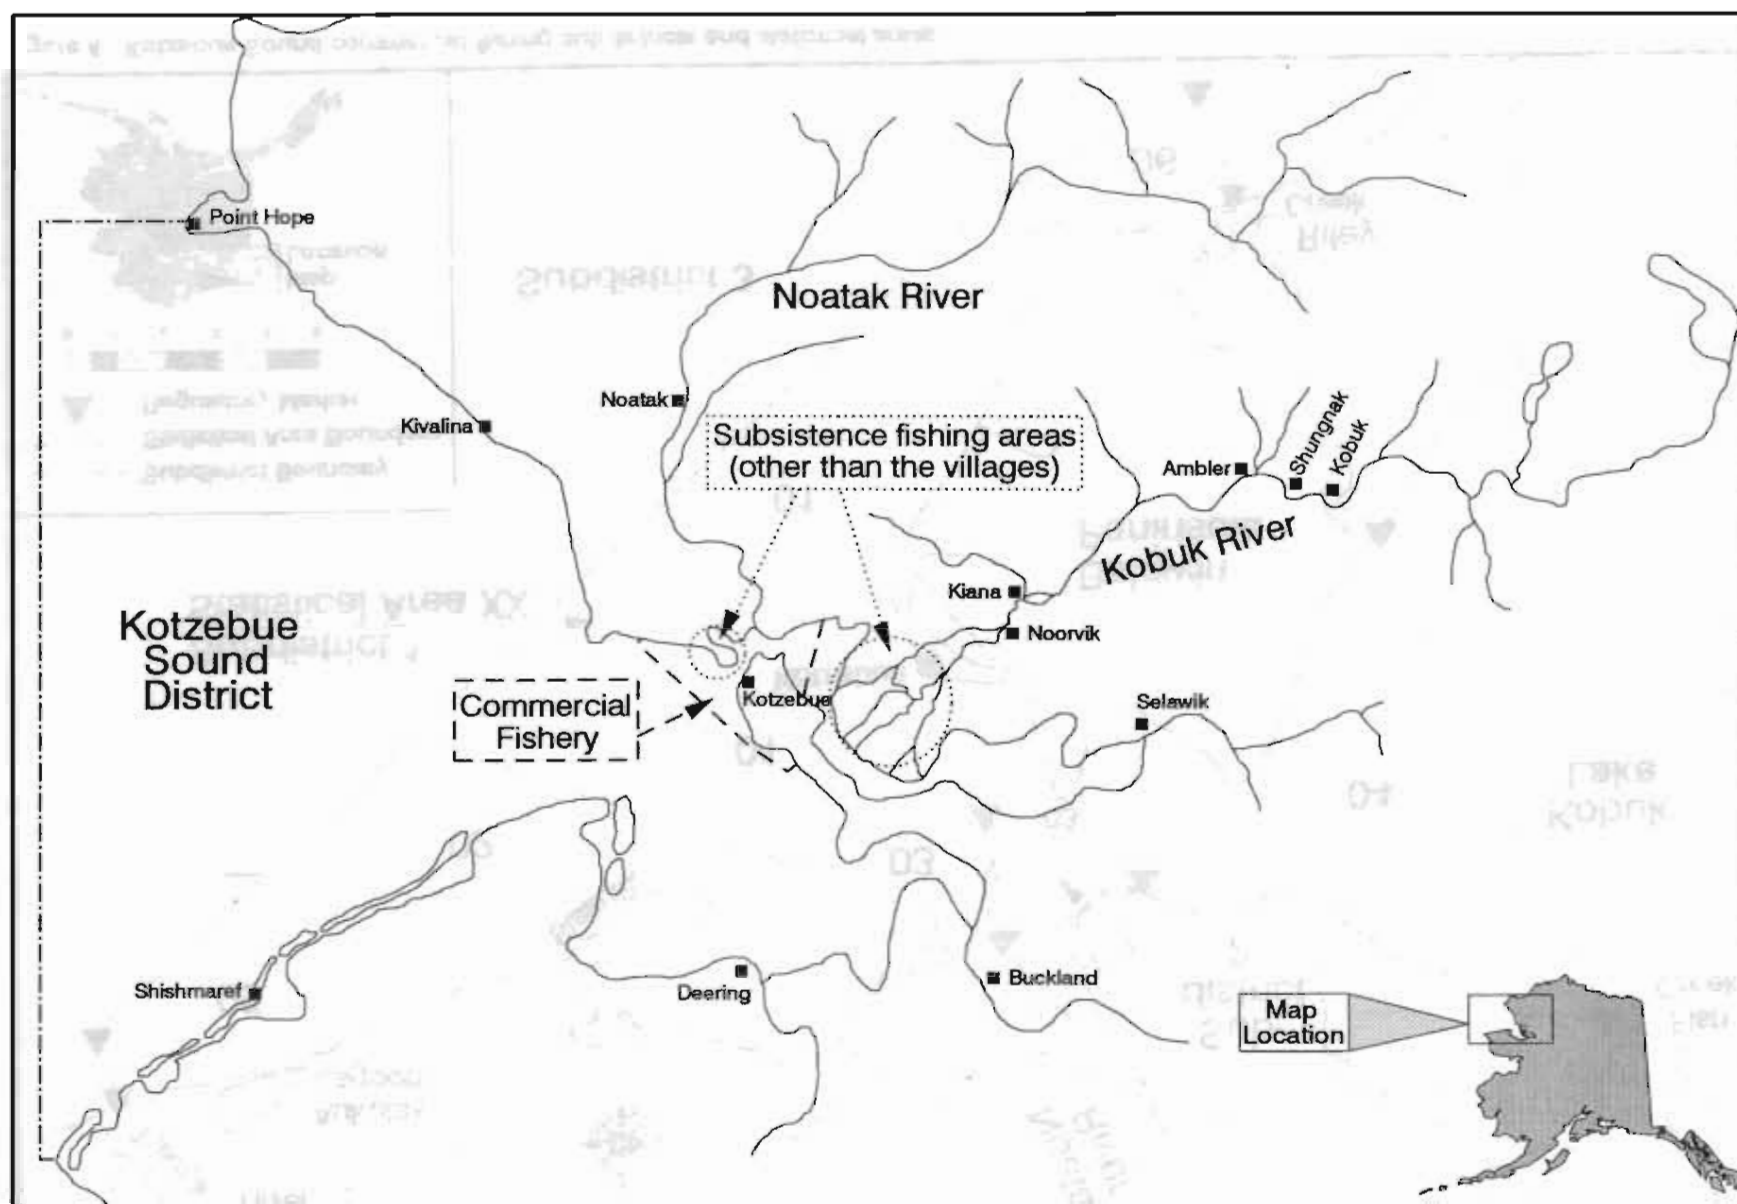 Point Hope
Noatak River
Noatak
Kivalina
Subsistence fishing areas
(other than the villages)
Ambler
Shungnak
Kobuk
Kobuk River
Kiana
Noorvik
Kotzebue
Sound
District
Commercial
Fishery
Kotzebue
Selawik
Shishmaref
Deering
Buckland
Map
Location